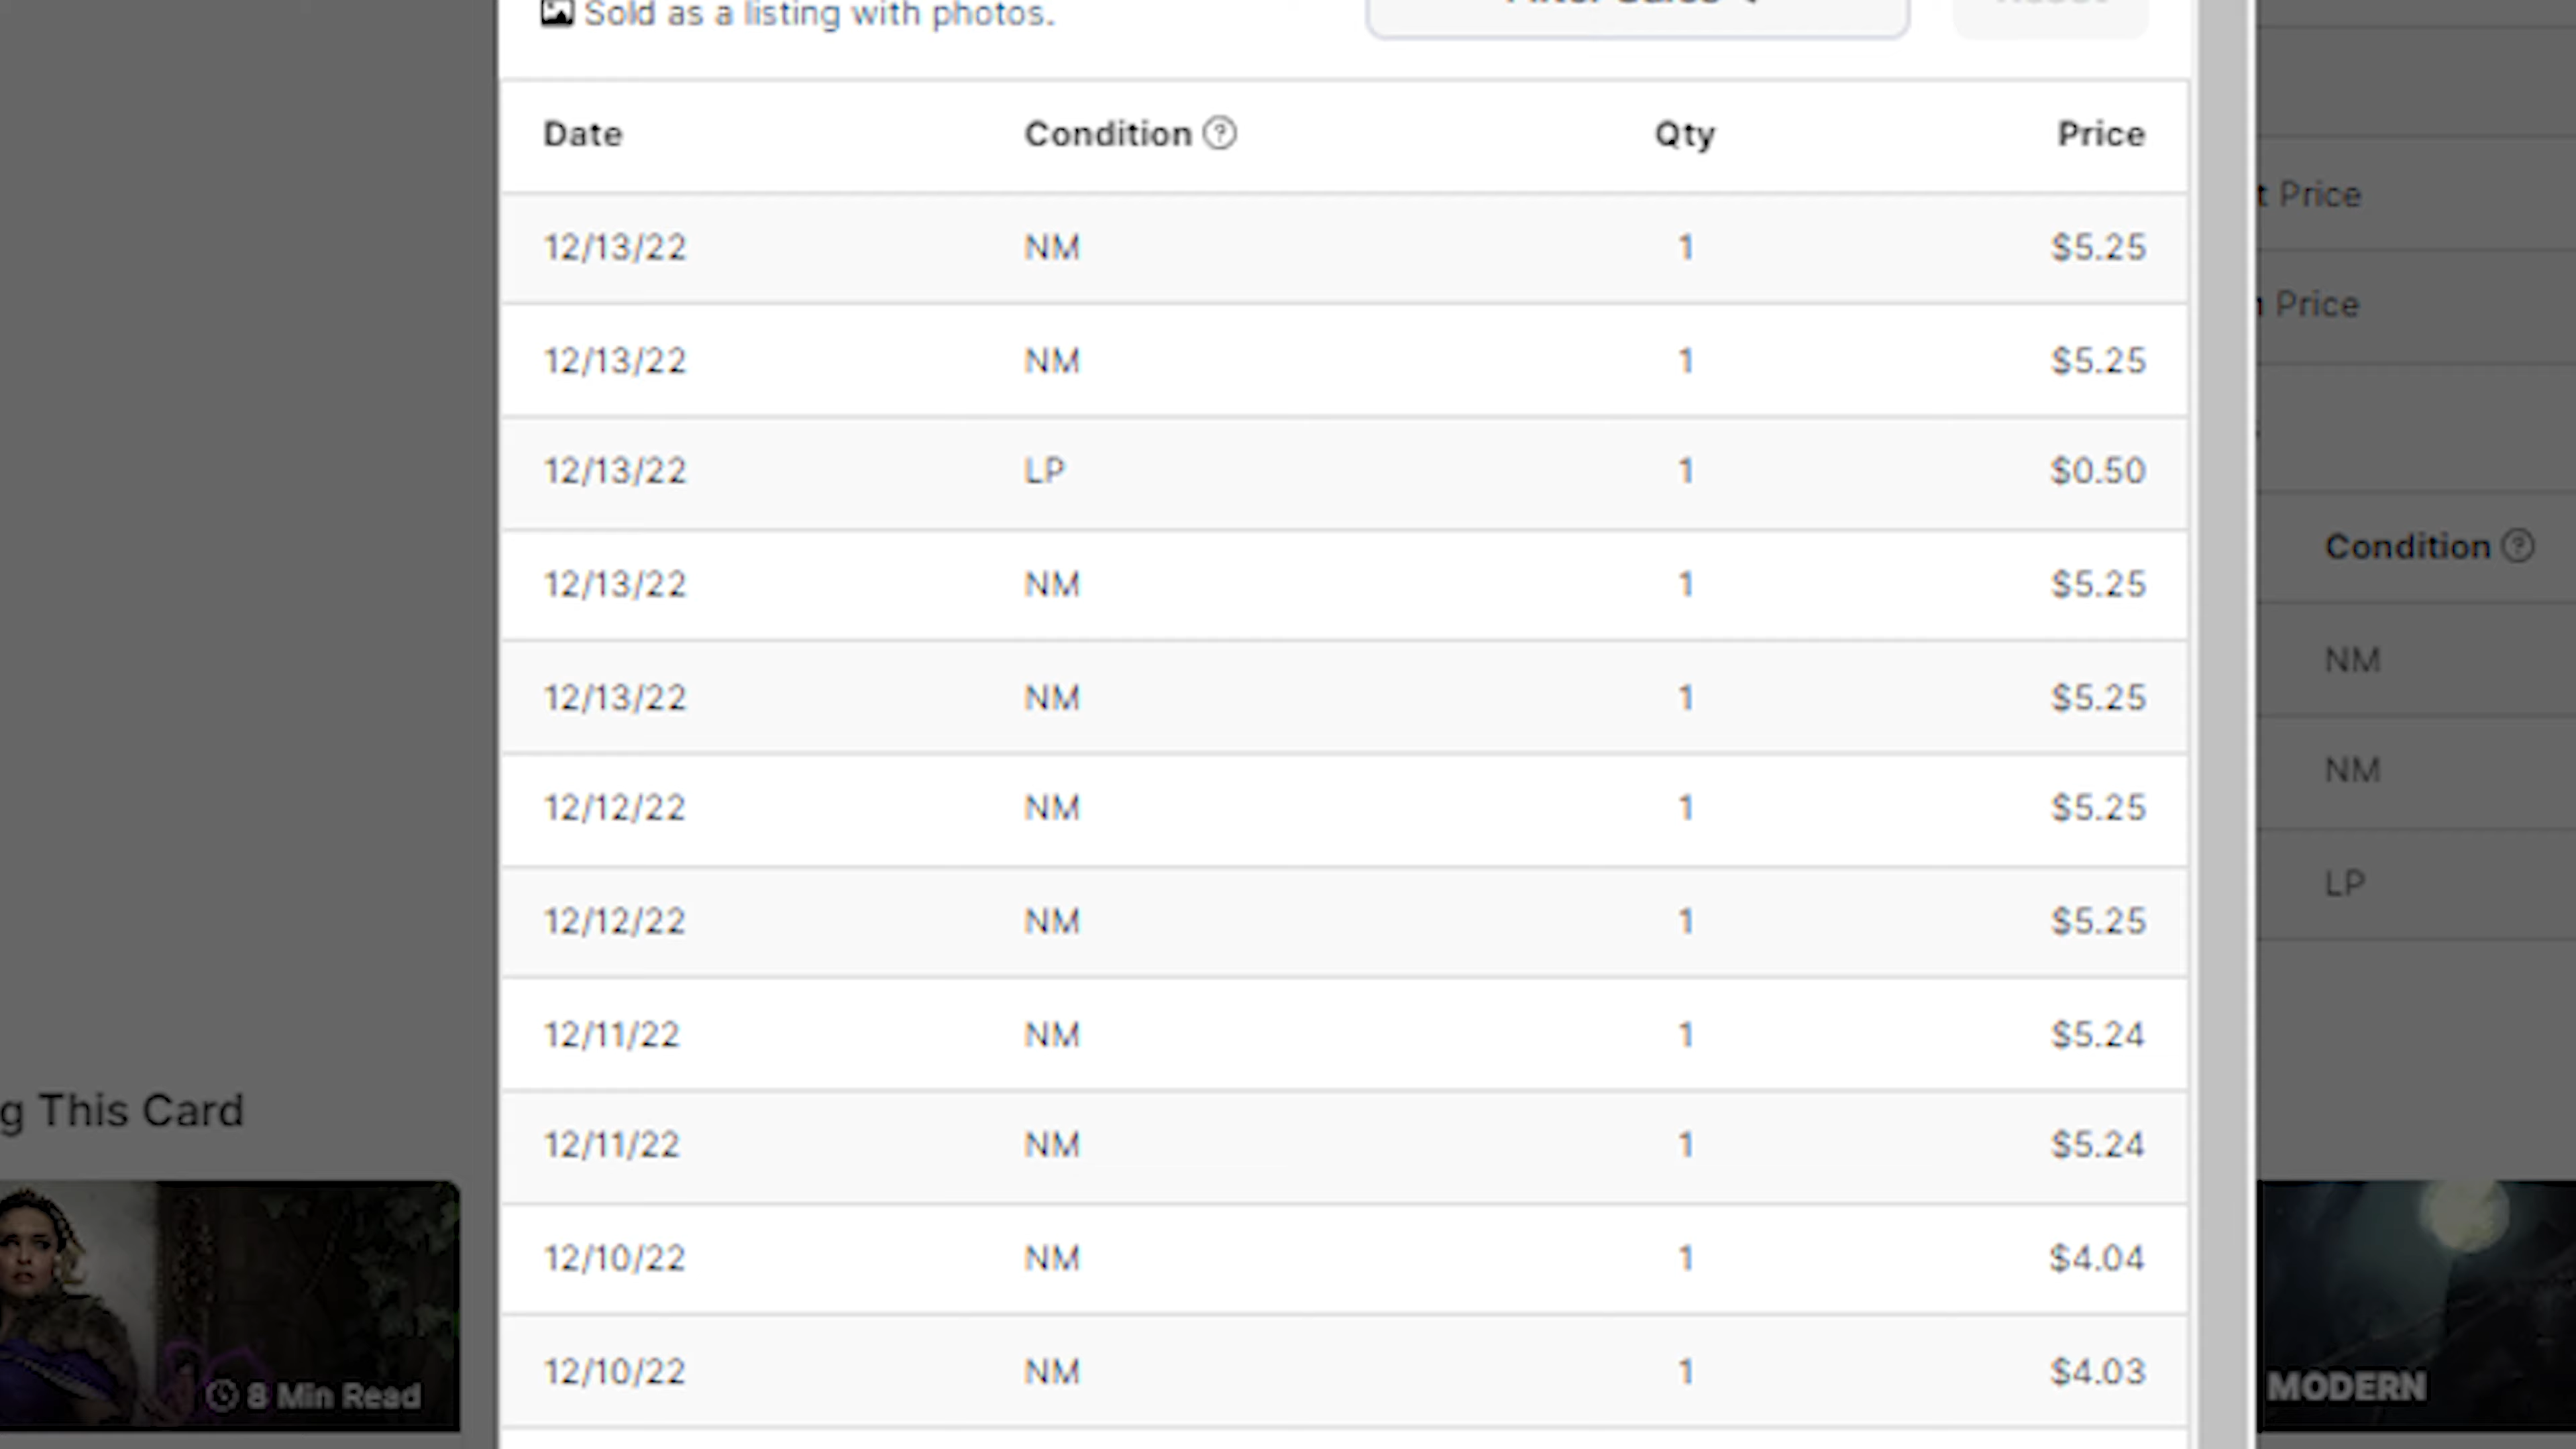 Sold as a listing with photos.
Date Condition Qty Price
12/13/22 NM 1 $5.25
12/13/22 NM 1 $5.25
12/13/22 LP 1 $0.50
12/13/22 NM 1 $5.25
12/13/22 NM 1 $5.25
12/12/22 NM 1 $5.25
12/12/22 NM 1 $5.25
12/11/22 NM 1 $5.24
12/11/22 NM 1 $5.24
12/10/22 NM 1 $4.04
12/10/22 NM 1 $4.03
g This Card
8 Min Read
t Price
Price
Condition
NM
NM
LP
MODERN